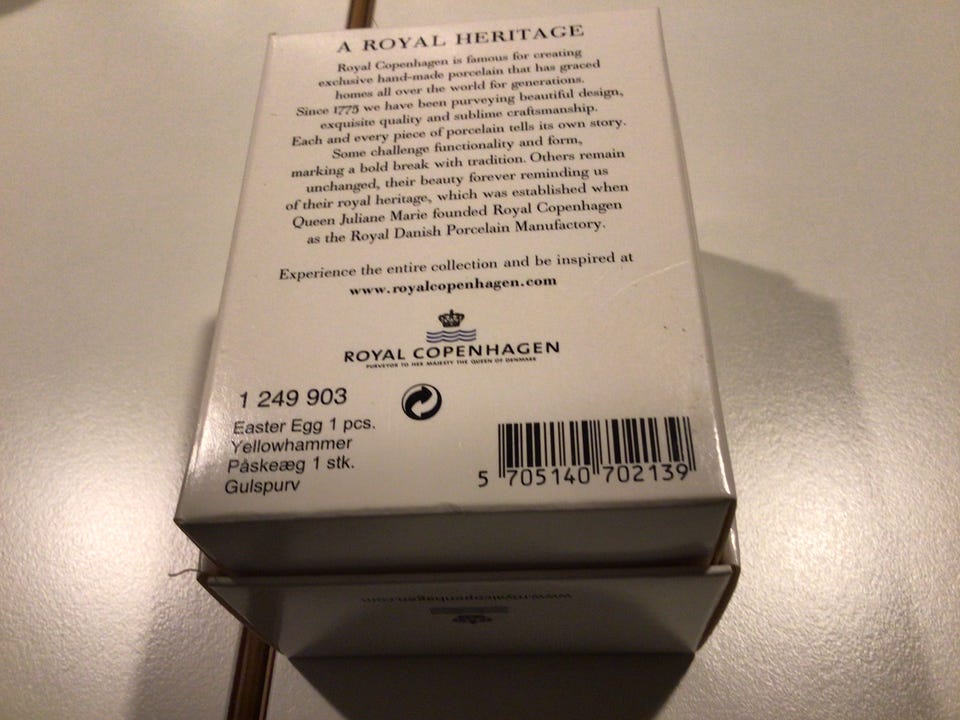 A ROYAL HERITAGE
Royal Copenhagen is famous for creating
exclusive hand-made porcelain that has graced
homes all over the world for generations.
Since 1775 we have been purveying beautiful design,
exquisite quality and sublime craftsmanship.
Each and every piece of porcelain tells its own story.
Some challenge functionality and form,
marking a bold break with tradition. Others remain
unchanged, their beauty forever reminding us
of their royal heritage, which was established when
Queen Juliane Marie founded Royal Copenhagen
as the Royal Danish Porcelain Manufactory.
Experience the entire collection and be inspired at
www.royalcopenhagen.com
ROYAL COPENHAGEN
PURVEYOR TO HER MAJESTY THE QUEEN OF DENMARK
1 249 903
Easter Egg 1 pcs.
Yellowhammer
Påskeæg 1 stk.
Gulspurv
5 705140 702139
www.royalcopenhagen.com